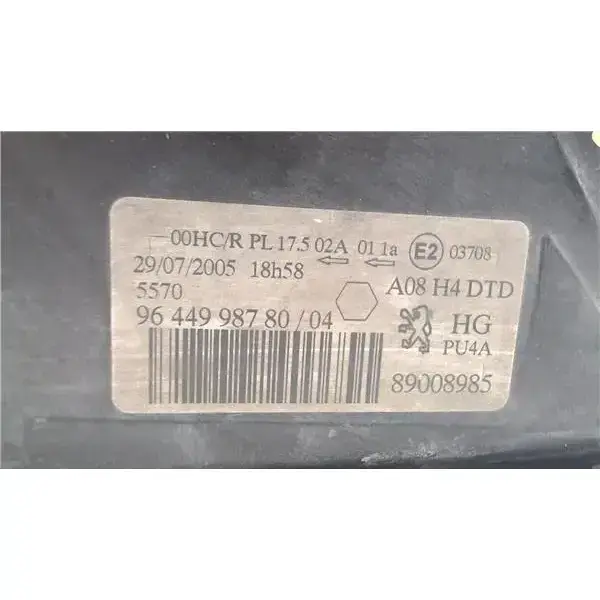 00HC/R PL 17.5 02A 01 1a E2 03708
29/07/2005 18h58
5570 A08 H4 DTD
96 449 987 80 / 04 HG
PU4A
89008985